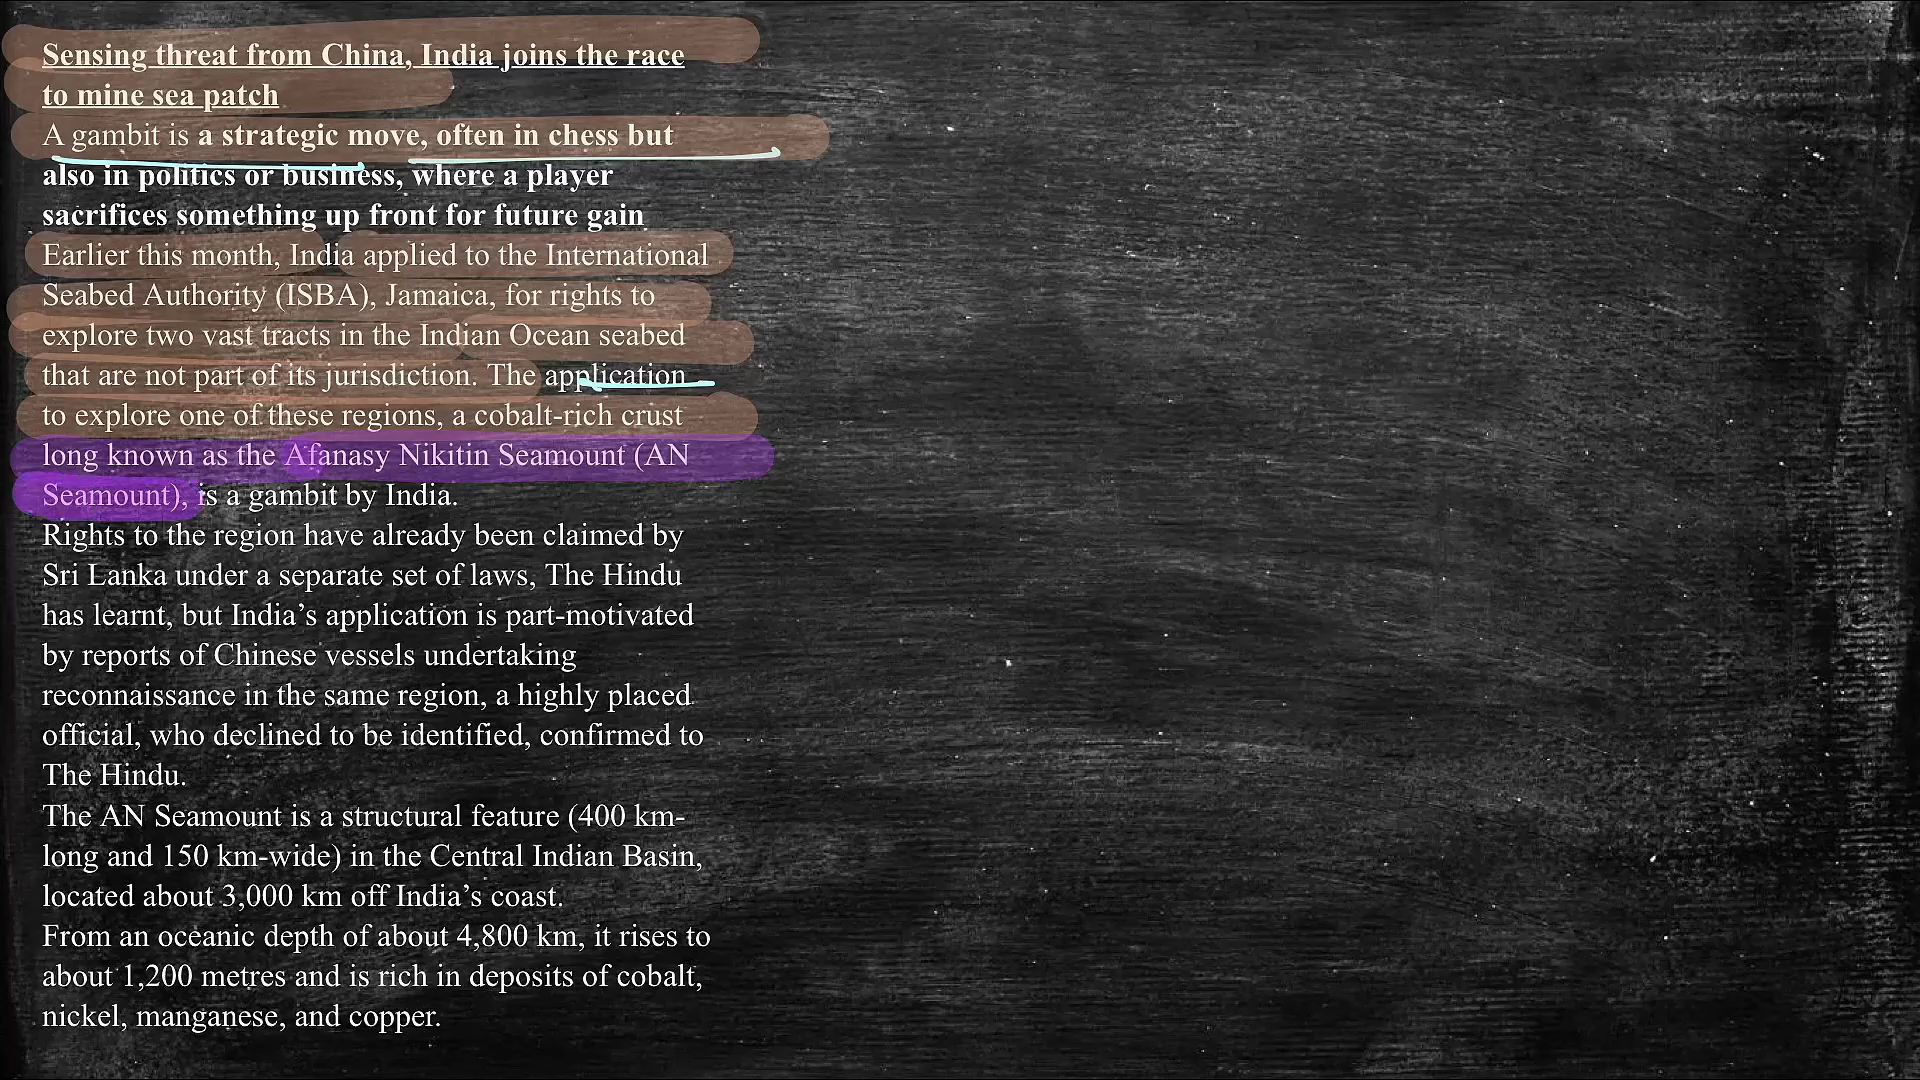 Sensing threat from China, India joins the race
to mine sea patch
A gambit is a strategic move, often in chess but
also in politics or business, where a player
sacrifices something up front for future gain
Earlier this month, India applied to the International
Seabed Authority (ISBA), Jamaica, for rights to
explore two vast tracts in the Indian Ocean seabed
that are not part of its jurisdiction. The application
to explore one of these regions, a cobalt-rich crust
long known as the Afanasy Nikitin Seamount (AN
Seamount), is a gambit by India.
Rights to the region have already been claimed by
Sri Lanka under a separate set of laws, The Hindu
has learnt, but India’s application is part-motivated
by reports of Chinese vessels undertaking
reconnaissance in the same region, a highly placed
official, who declined to be identified, confirmed to
The Hindu.
The AN Seamount is a structural feature (400 km-
long and 150 km-wide) in the Central Indian Basin,
located about 3,000 km off India’s coast.
From an oceanic depth of about 4,800 km, it rises to
about 1,200 metres and is rich in deposits of cobalt,
nickel, manganese, and copper.